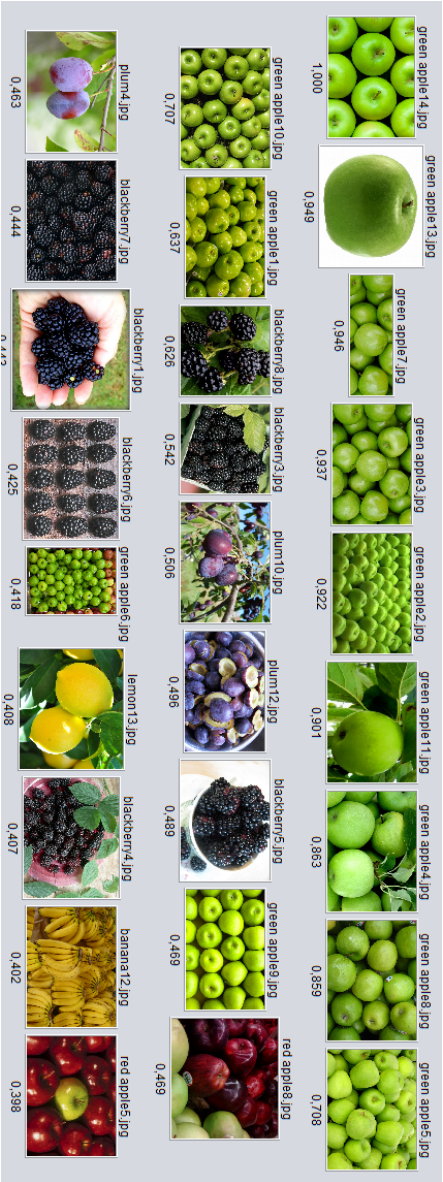 green apple14.jpg
1,000
green apple13.jpg
0,949
green apple7.jpg
0,946
green apple3.jpg
0,937
green apple2.jpg
0,922
green apple11.jpg
0,901
green apple4.jpg
0,863
green apple8.jpg
0,859
green apple5.jpg
0,708
green apple10.jpg
0,707
green apple1.jpg
0,637
blackberry8.jpg
0,626
blackberry3.jpg
0,542
plum10.jpg
0,506
plum12.jpg
0,496
blackberry5.jpg
0,489
green apple9.jpg
0,469
red apple8.jpg
0,469
plum4.jpg
0,463
blackberry7.jpg
0,444
blackberry1.jpg
0,443
blackberry6.jpg
0,425
green apple6.jpg
0,418
lemon13.jpg
0,408
blackberry4.jpg
0,407
banana12.jpg
0,402
red apple5.jpg
0,398